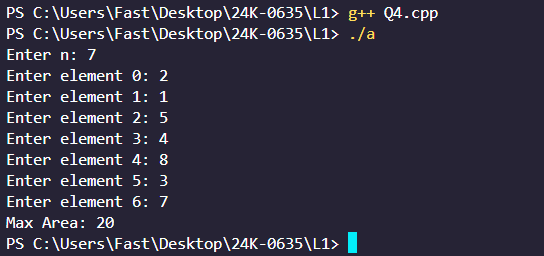 PS C:\Users\Fast\Desktop\24K-0635\L1> g++ Q4.cpp
PS C:\Users\Fast\Desktop\24K-0635\L1> ./a
Enter n: 7
Enter element 0: 2
Enter element 1: 1
Enter element 2: 5
Enter element 3: 4
Enter element 4: 8
Enter element 5: 3
Enter element 6: 7
Max Area: 20
PS C:\Users\Fast\Desktop\24K-0635\L1>